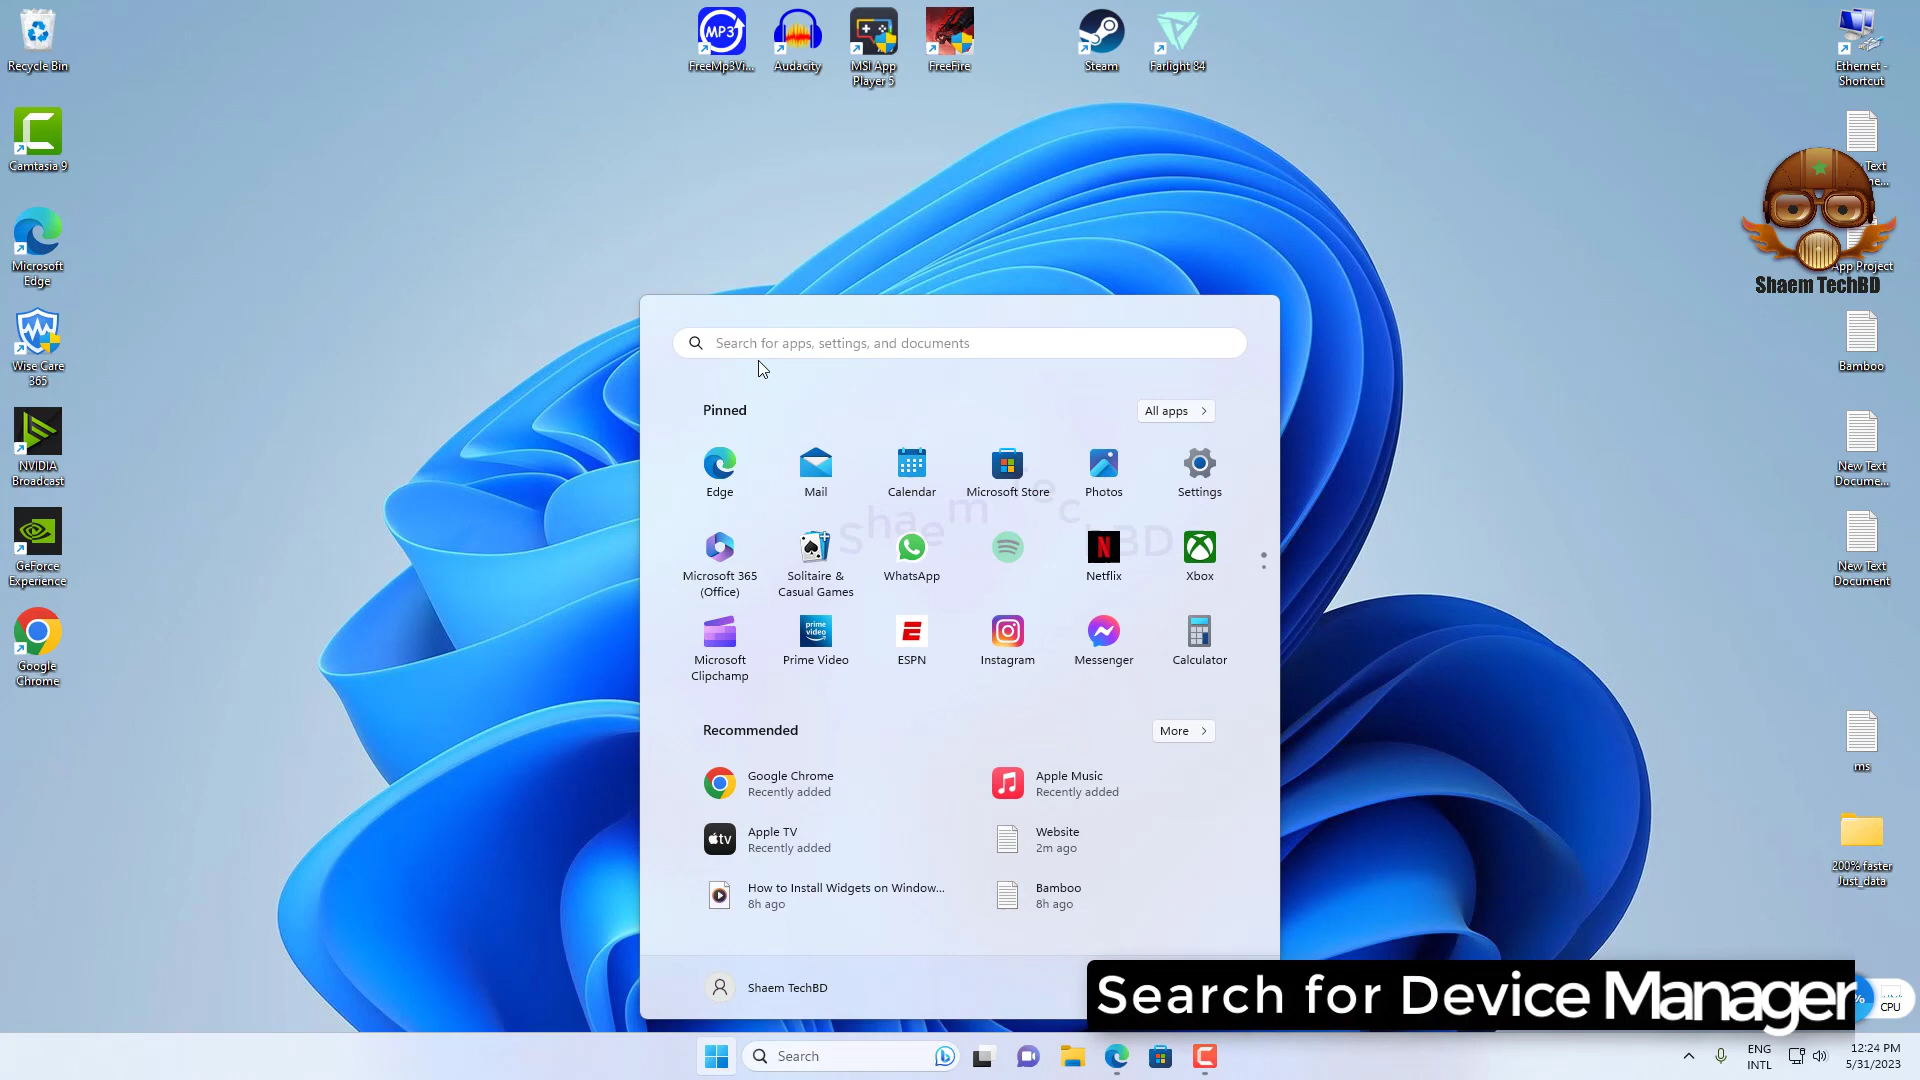 Recycle Bin
Camtasia 9
Microsoft
Edge
Wise Care
365
NVIDIA
Broadcast
GeForce
Experience
Google
Chrome
MP3
FreeMp3Vi...
Audacity
MSI App
Player 5
FreeFire
Steam
Farlight 84
Ethernet -
Shortcut
Text
App Project
Shaem TechBD
Bamboo
New Text
Docume...
New Text
Document
ms
200% faster
Just_data
Search for apps, settings, and documents
Pinned
All apps
Edge
Mail
Calendar
Microsoft Store
Photos
Settings
Shaem TechBD
Microsoft 365
(Office)
Solitaire &
Casual Games
WhatsApp
N
Netflix
Xbox
Microsoft
Clipchamp
prime
video
Prime Video
ESPN
Instagram
Messenger
Calculator
Recommended
More
Google Chrome
Recently added
Apple Music
Recently added
tv
Apple TV
Recently added
Website
2m ago
How to Install Widgets on Window...
8h ago
Bamboo
8h ago
Shaem TechBD
Search for Device Manager
%
CPU
Search
ENG
INTL
12:24 PM
5/31/2023